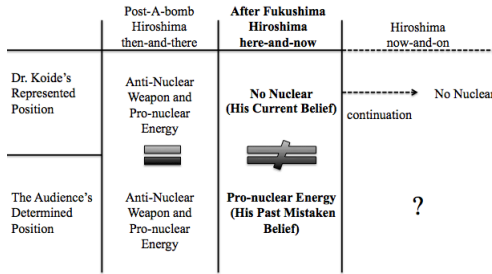 Post-A-bomb
Hiroshima
then-and-there
After Fukushima
Hiroshima
here-and-now
Hiroshima
now-and-on
Dr. Koide's
Represented
Position
Anti-Nuclear
Weapon and
Pro-nuclear
Energy
No Nuclear
(His Current Belief)
continuation
No Nuclear
The Audience's
Determined
Position
Anti-Nuclear
Weapon and
Pro-nuclear
Energy
Pro-nuclear Energy
(His Past Mistaken
Belief)
?